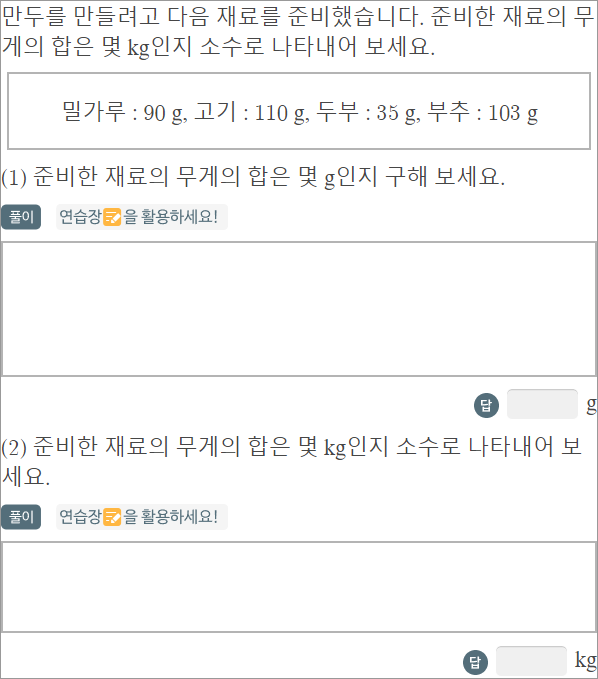 만두를 만들려고 다음 재료를 준비했습니다. 준비한 재료의 무
게의 합은 몇 kg인지 소수로 나타내어 보세요.
밀가루 : 90 g, 고기 : 110 g, 두부 : 35 g, 부추 : 103 g
(1) 준비한 재료의 무게의 합은 몇 g인지 구해 보세요.
풀이 연습장을 활용하세요!
답 g
(2) 준비한 재료의 무게의 합은 몇 kg인지 소수로 나타내어 보
세요.
풀이 연습장을 활용하세요!
답 kg